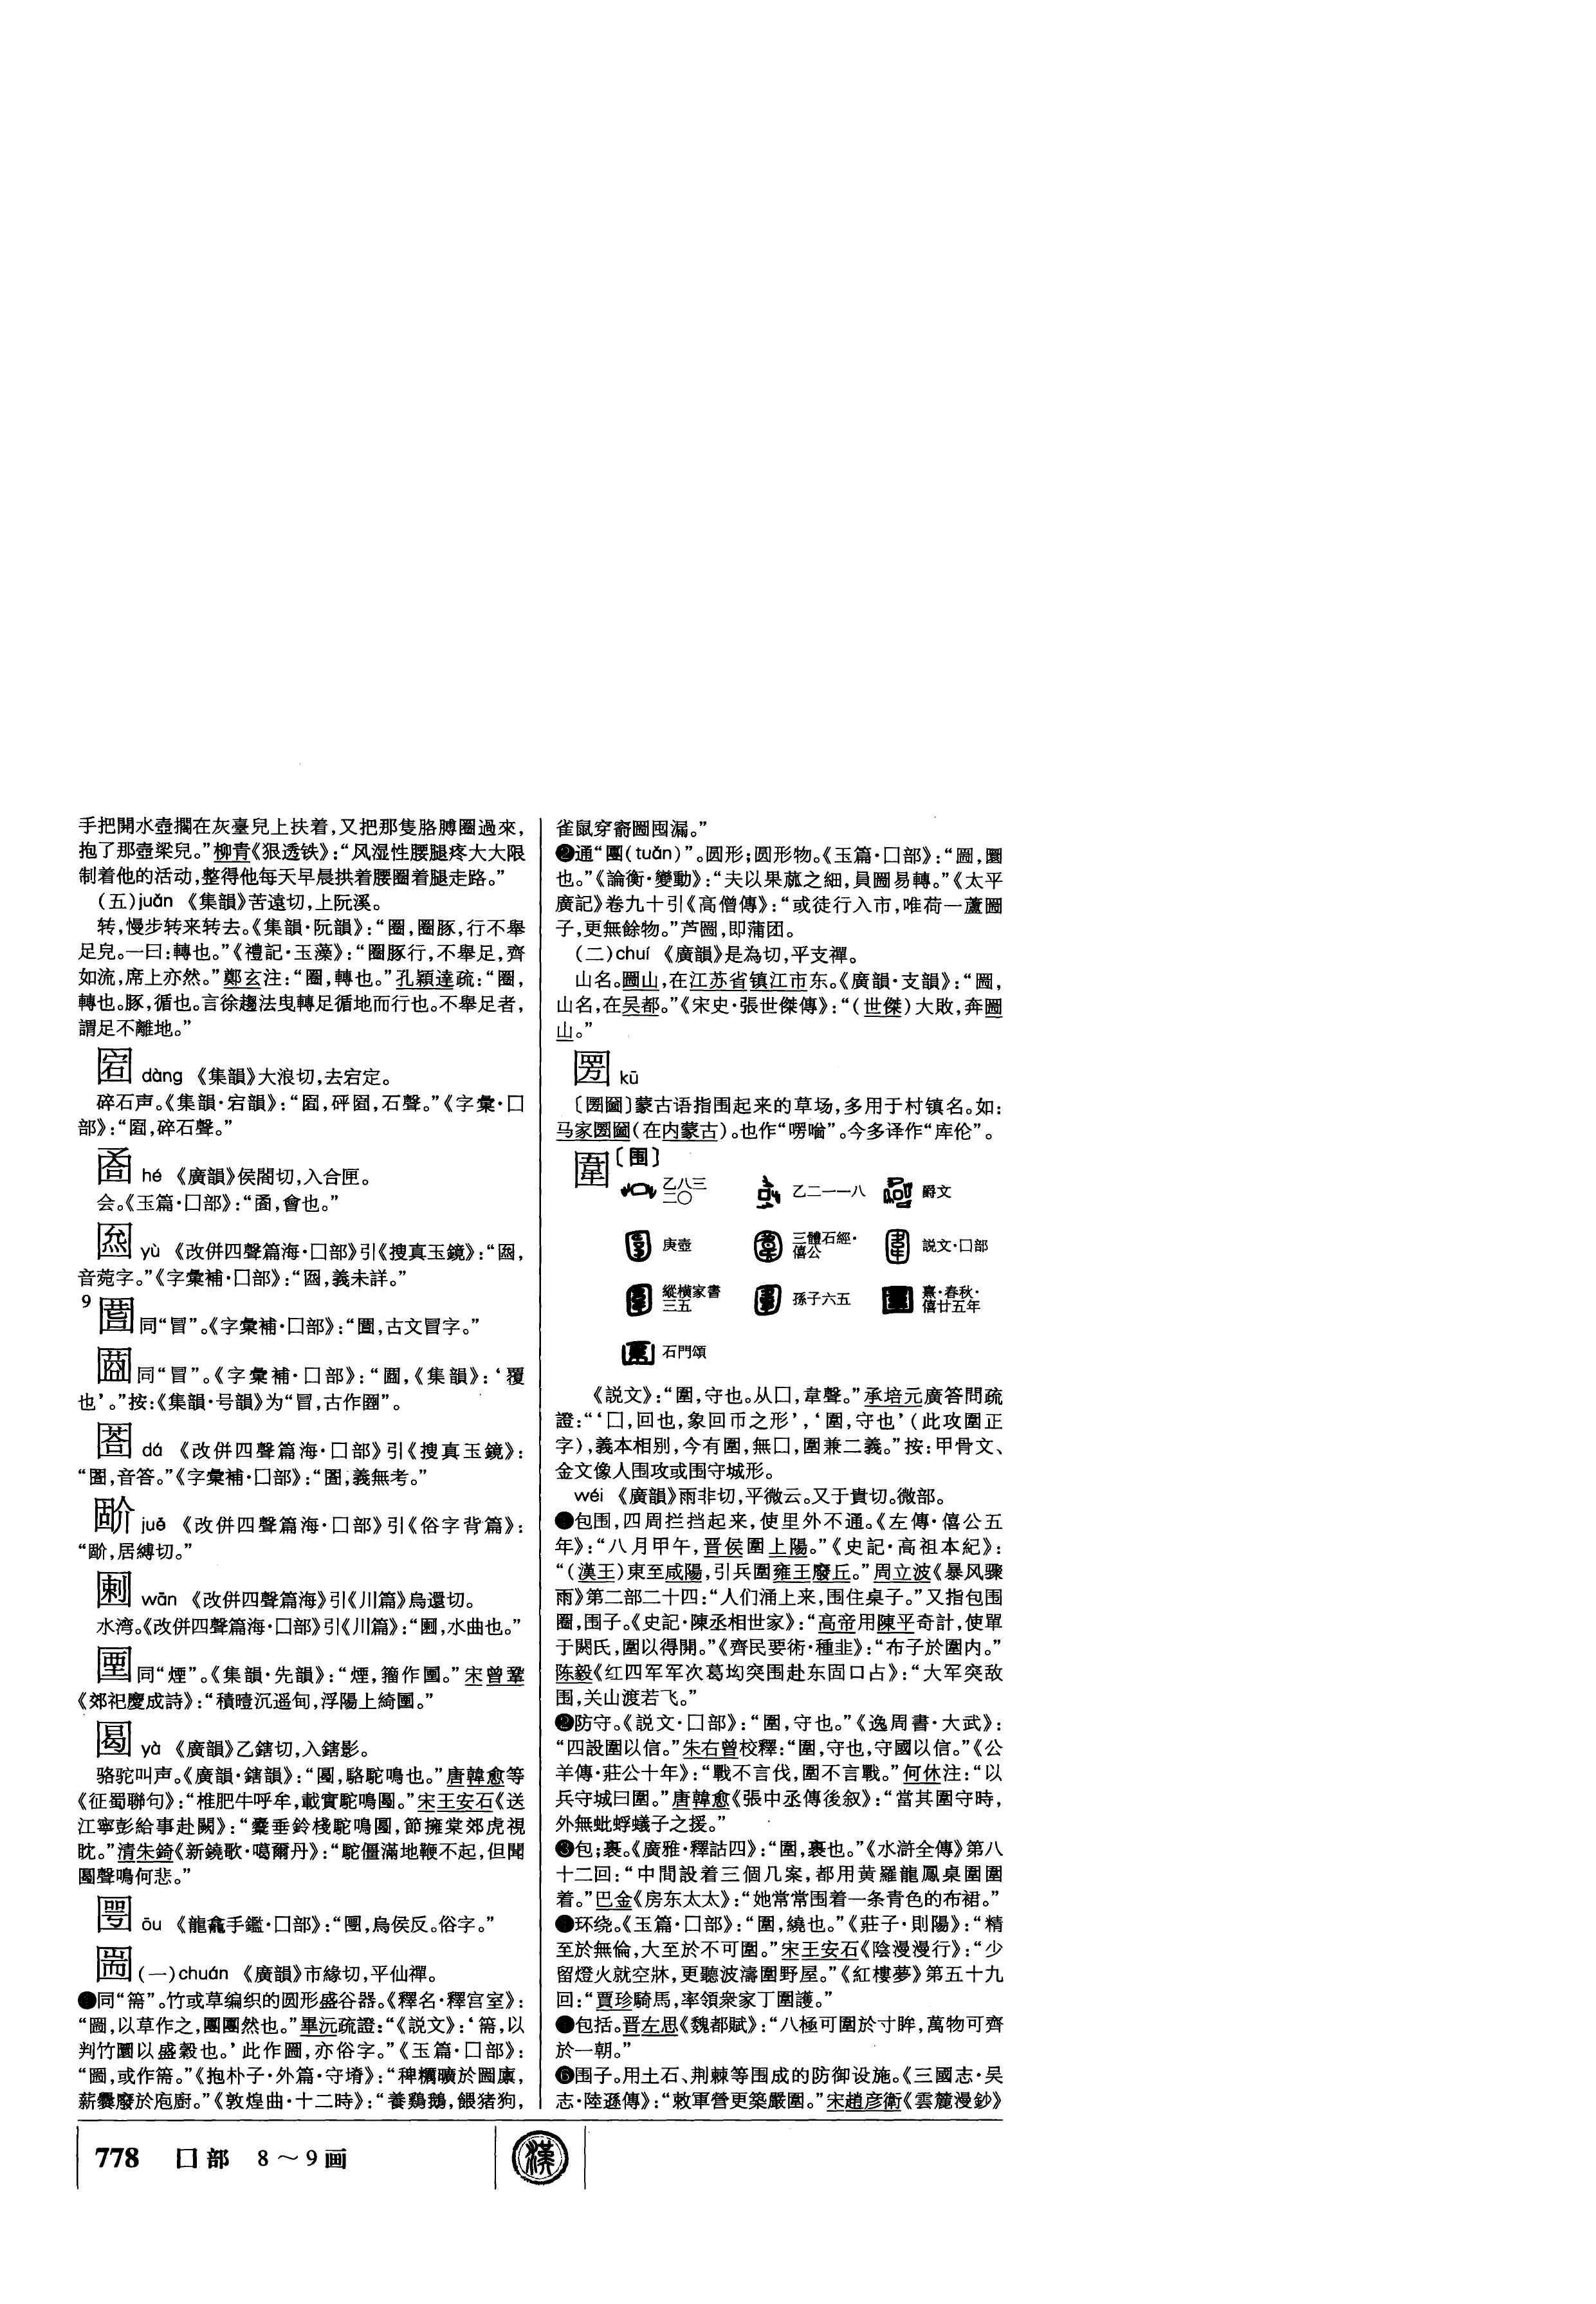 手把開水壺擱在灰臺兒上扶着,又把那隻胳膊圈過來,
抱了那壺梁兒。”柳青《狠透铁》:“风湿性腰腿疼大大限
制着他的活动,整得他每天早晨拱着腰圈着腿走路。”
(五)juǎn 《集韻》苦遠切,上阮溪。
转,慢步转来转去。《集韻·阮韻》:“圈,圈豚,行不舉
足皃。一曰:轉也。”《禮記·玉藻》:“圈豚行,不舉足,齊
如流,席上亦然。”鄭玄注:“圈,轉也。”孔穎達疏:“圈,
轉也。豚,循也。言徐趨法曳轉足循地而行也。不舉足者,
謂足不離地。”
dàng 《集韻》大浪切,去宕定。
碎石声。《集韻·宕韻》:“,砰,石聲。”《字彙·囗
部》:“,碎石聲。”
hé 《廣韻》侯閤切,入合匣。
会。《玉篇·囗部》:“,會也。”
yù 《改併四聲篇海·囗部》引《搜真玉鏡》:“,
音菀字。”《字彙補·囗部》:“,義未詳。”
9
同“冒”。《字彙補·囗部》:“,古文冒字。”
同“冒”。《字彙補·囗部》:“,《集韻》:‘覆
也’。”按:《集韻·号韻》为“冒,古作”。
dá 《改併四聲篇海·囗部》引《搜真玉鏡》:
“,音答。”《字彙補·囗部》:“,義無考。”
juě 《改併四聲篇海·囗部》引《俗字背篇》:
“,居縛切。”
wān 《改併四聲篇海》引《川篇》烏還切。
水湾。《改併四聲篇海·囗部》引《川篇》:“,水曲也。”
同“煙”。《集韻·先韻》:“煙,籀作。”宋曾鞏
《郊祀慶成詩》:“積曀沉遥甸,浮陽上綺。”
yà 《廣韻》乙鎋切,入鎋影。
骆驼叫声。《廣韻·鎋韻》:“,駱駝鳴也。”唐韓愈等
《征蜀聯句》:“椎肥牛呼牟,載實駝鳴。”宋王安石《送
江寧彭給事赴闕》:“櫜垂鈴棧駝鳴,節擁棠郊虎視
眈。”清朱錡《新鐃歌·噶爾丹》:“駝僵滿地鞭不起,但聞
聲鳴何悲。”
ōu 《龍龕手鑑·囗部》:“,烏侯反。俗字。”
圌(一)chuán 《廣韻》市緣切,平仙禪。
❶同“篅”。竹或草编织的圆形盛谷器。《釋名·釋宫室》:
“圌,以草作之,團團然也。”畢沅疏證:“《説文》:‘篅,以
判竹圜以盛穀也。’此作圌,亦俗字。”《玉篇·囗部》:
“圌,或作篅。”《抱朴子·外篇·守塉》:“稗糲曠於圌廪,
薪爨廢於庖廚。”《敦煌曲·十二時》:“養鷄鵝,餵猪狗,
雀鼠穿窬圌囤漏。”
❷通“團(tuán)”。圆形;圆形物。《玉篇·囗部》:“圌,圜
也。”《論衡·變動》:“夫以果蓏之細,員圌易轉。”《太平
廣記》卷九十引《高僧傳》:“或徒行入市,唯荷一蘆圌
子,更無餘物。”芦圌,即蒲团。
(二)chuí 《廣韻》是為切,平支禪。
山名。圌山,在江苏省镇江市东。《廣韻·支韻》:“圌,
山名,在吴都。”《宋史·張世傑傳》:“(世傑)大敗,奔圌
山。”
圐 kū
〔圐圙〕蒙古语指围起来的草场,多用于村镇名。如:
马家圐圙(在内蒙古)。也作“㖞圇”。今多译作“库伦”。
圍〔围〕
乙八三二〇 乙二一一八 爵文
庚壺 三體石經·僖公 説文·囗部
縱橫家書三五 孫子六五 熹·春秋·僖廿五年
石門頌
《説文》:“圍,守也。从囗,韋聲。”承培元廣答問疏
證:“‘囗,回也,象回帀之形’,‘圍,守也’(此攻圍正
字),義本相别,今有圍,無囗,圍兼二義。”按:甲骨文、
金文像人围攻或围守城形。
wéi 《廣韻》雨非切,平微云。又于貴切。微部。
❶包围,四周拦挡起来,使里外不通。《左傳·僖公五
年》:“八月甲午,晋侯圍上陽。”《史記·高祖本紀》:
“(漢王)東至咸陽,引兵圍雍王廢丘。”周立波《暴风骤
雨》第二部二十四:“人们涌上来,围住桌子。”又指包围
圈,围子。《史記·陳丞相世家》:“高帝用陳平奇計,使單
于閼氏,圍以得開。”《齊民要術·種韭》:“布子於圍内。”
陈毅《红四军军次葛坳突围赴东固口占》:“大军突敌
围,关山渡若飞。”
❷防守。《説文·囗部》:“圍,守也。”《逸周書·大武》:
“四設圍以信。”朱右曾校釋:“圍,守也,守國以信。”《公
羊傳·莊公十年》:“戰不言伐,圍不言戰。”何休注:“以
兵守城曰圍。”唐韓愈《張中丞傳後叙》:“當其圍守時,
外無蚍蜉蟻子之援。”
❸包;裹。《廣雅·釋詁四》:“圍,裹也。”《水滸全傳》第八
十二回:“中間設着三個几案,都用黄羅龍鳳桌圍圍
着。”巴金《房东太太》:“她常常围着一条青色的布裙。”
❹环绕。《玉篇·囗部》:“圍,繞也。”《莊子·則陽》:“精
至於無倫,大至於不可圍。”宋王安石《陰漫漫行》:“少
留燈火就空牀,更聽波濤圍野屋。”《紅樓夢》第五十九
回:“賈珍騎馬,率領衆家丁圍護。”
❺包括。晋左思《魏都賦》:“八極可圍於寸眸,萬物可齊
於一朝。”
❻围子。用土石、荆棘等围成的防御设施。《三國志·吴
志·陸遜傳》:“敕軍營更築嚴圍。”宋趙彦衛《雲麓漫鈔》
778 囗部 8～9画
漢